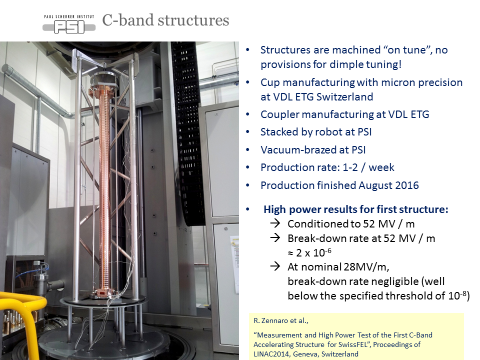 PAUL SCHERRER INSTITUT
PSI
C-band structures
• Structures are machined “on tune”, no
provisions for dimple tuning!
• Cup manufacturing with micron precision
at VDL ETG Switzerland
• Coupler manufacturing at VDL ETG
• Stacked by robot at PSI
• Vacuum-brazed at PSI
• Production rate: 1-2 / week
• Production finished August 2016
• High power results for first structure:
→ Conditioned to 52 MV / m
→ Break-down rate at 52 MV / m
≈ 2 x 10⁻⁶
→ At nominal 28MV/m,
break-down rate negligible (well
below the specified threshold of 10⁻⁸)
R. Zennaro et al.,
“Measurement and High Power Test of the First C-Band
Accelerating Structure for SwissFEL”, Proceedings of
LINAC2014, Geneva, Switzerland